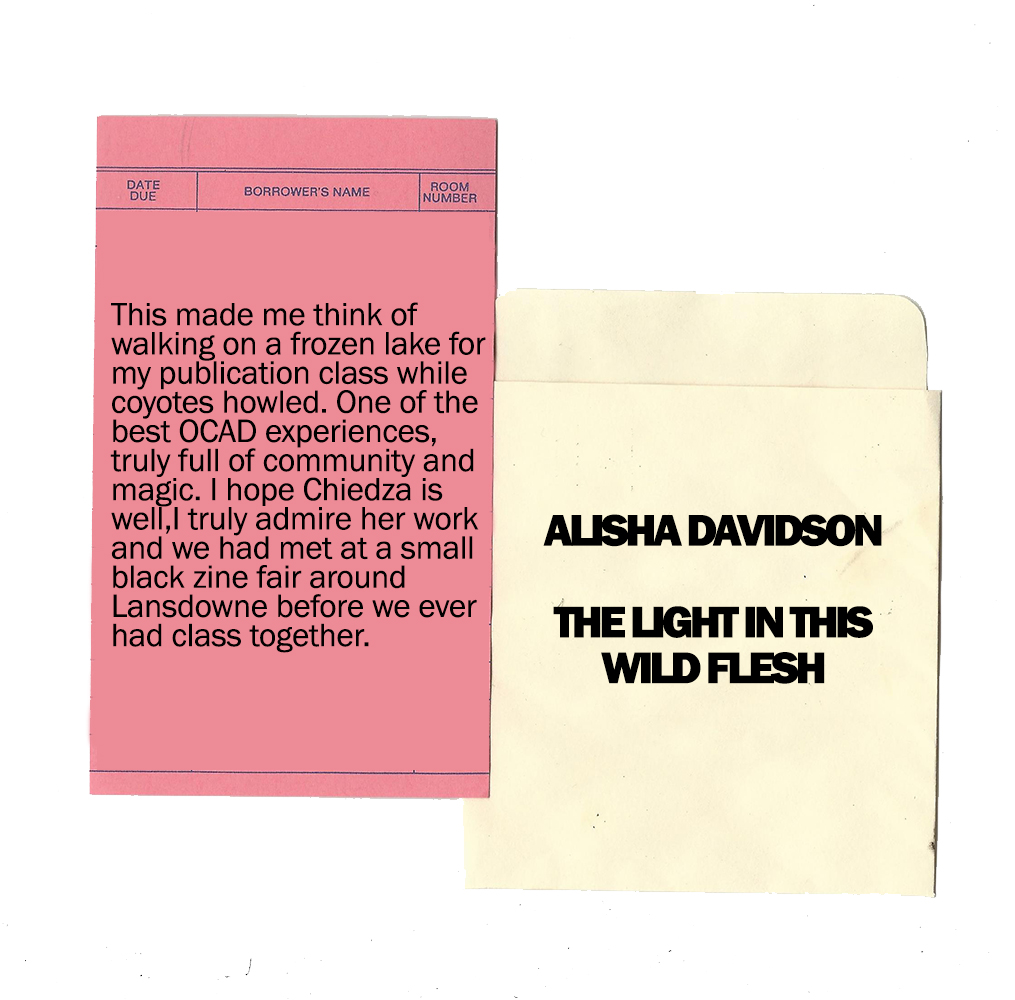 DATE
DUE
BORROWER'S NAME
ROOM
NUMBER
This made me think of
walking on a frozen lake for
my publication class while
coyotes howled. One of the
best OCAD experiences,
truly full of community and
magic. I hope Chiedza is
well,I truly admire her work
and we had met at a small
black zine fair around
Lansdowne before we ever
had class together.
ALISHA DAVIDSON
THE LIGHT IN THIS
WILD FLESH